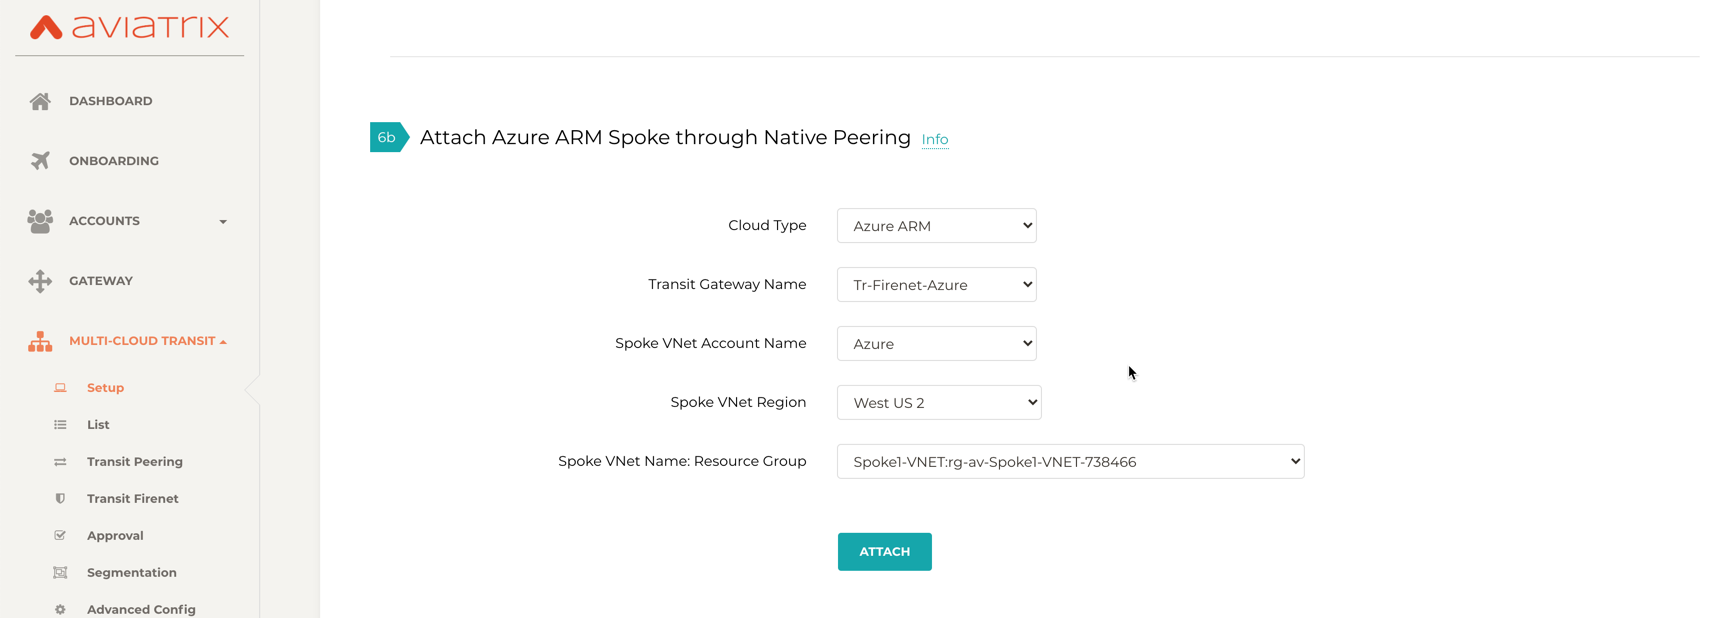 aviatrix
DASHBOARD
ONBOARDING
ACCOUNTS
GATEWAY
MULTI-CLOUD TRANSIT
Setup
List
Transit Peering
Transit Firenet
Approval
Segmentation
Advanced Config
6b Attach Azure ARM Spoke through Native Peering Info
Cloud Type Azure ARM
Transit Gateway Name Tr-Firenet-Azure
Spoke VNet Account Name Azure
Spoke VNet Region West US 2
Spoke VNet Name: Resource Group Spoke1-VNET:rg-av-Spoke1-VNET-738466
ATTACH